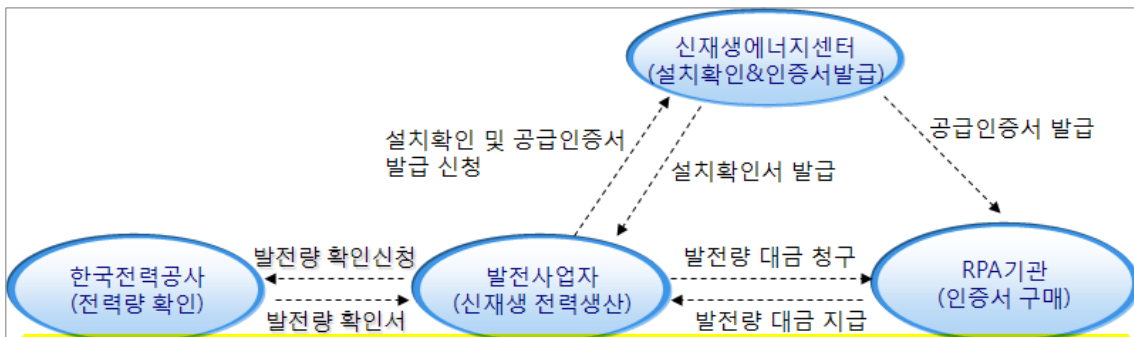 신재생에너지센터
(설치확인&인증서발급)
설치확인 및 공급인증서
발급 신청
공급인증서 발급
설치확인서 발급
한국전력공사
(전력량 확인)
발전량 확인신청
발전량 확인서
발전사업자
(신재생 전력생산)
발전량 대금 청구
발전량 대금 지급
RPA기관
(인증서 구매)